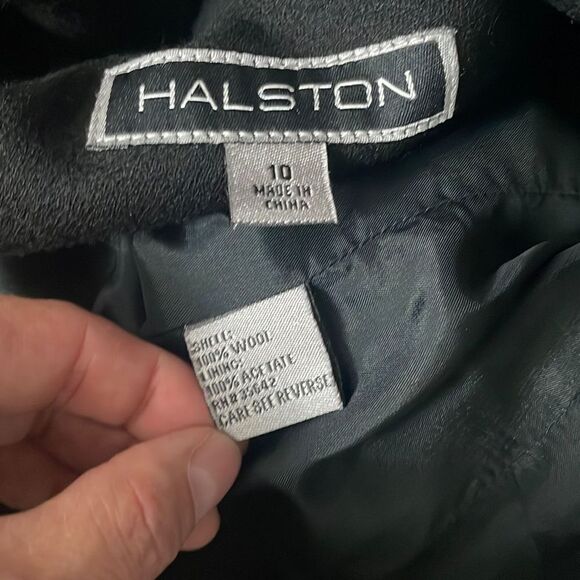 HALSTON
10
MADE IN
CHINA
SHELL:
100% WOOL
LINING:
100% ACETATE
RN# 35642
CARE SEE REVERSE